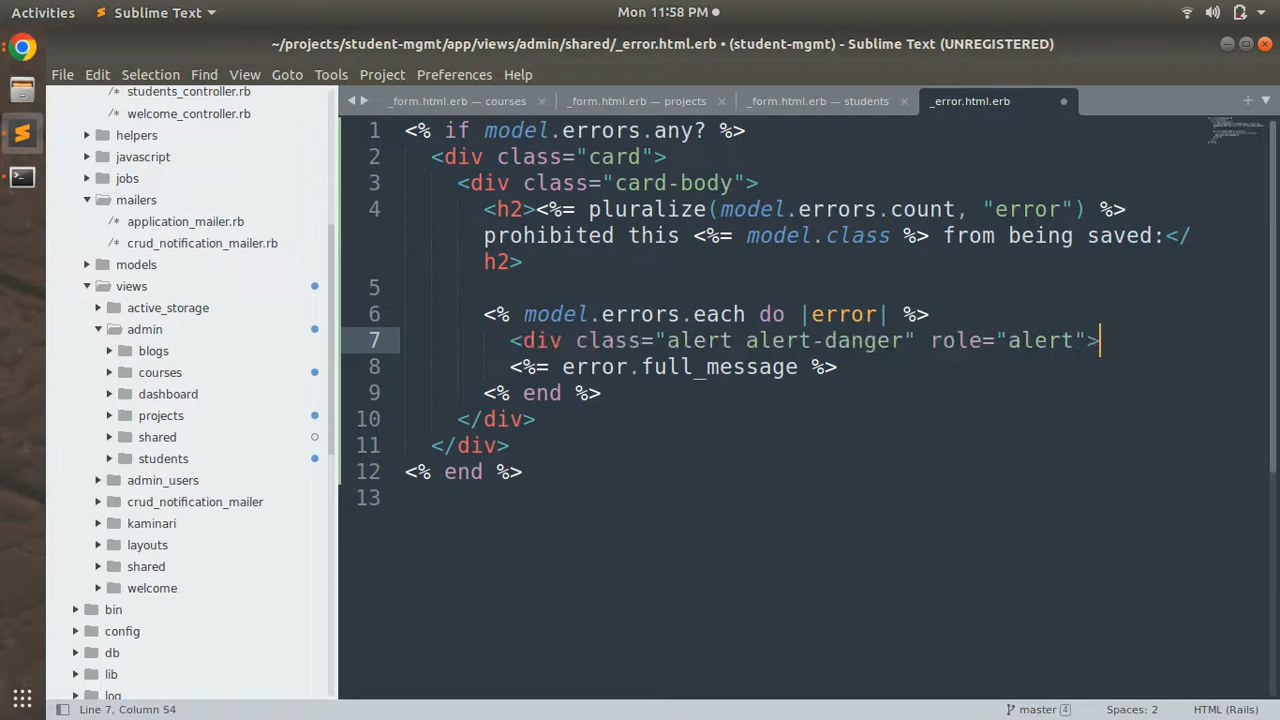 Activities Sublime Text Mon 11:58 PM
~/projects/student-mgmt/app/views/admin/shared/_error.html.erb • (student-mgmt) - Sublime Text (UNREGISTERED)
File Edit Selection Find View Goto Tools Project Preferences Help
students_controller.rb
welcome_controller.rb
helpers
javascript
jobs
mailers
application_mailer.rb
crud_notification_mailer.rb
models
views
active_storage
admin
blogs
courses
dashboard
projects
shared
students
admin_users
crud_notification_mailer
kaminari
layouts
shared
welcome
bin
config
db
lib
log
_form.html.erb — courses _form.html.erb — projects _form.html.erb — students _error.html.erb
1 <% if model.errors.any? %>
2 <div class="card">
3 <div class="card-body">
4 <h2><%= pluralize(model.errors.count, "error") %>
prohibited this <%= model.class %> from being saved:</
h2>
5
6 <% model.errors.each do |error| %>
7 <div class="alert alert-danger" role="alert">
8 <%= error.full_message %>
9 <% end %>
10 </div>
11 </div>
12 <% end %>
13
Line 7, Column 54 master 4 Spaces: 2 HTML (Rails)